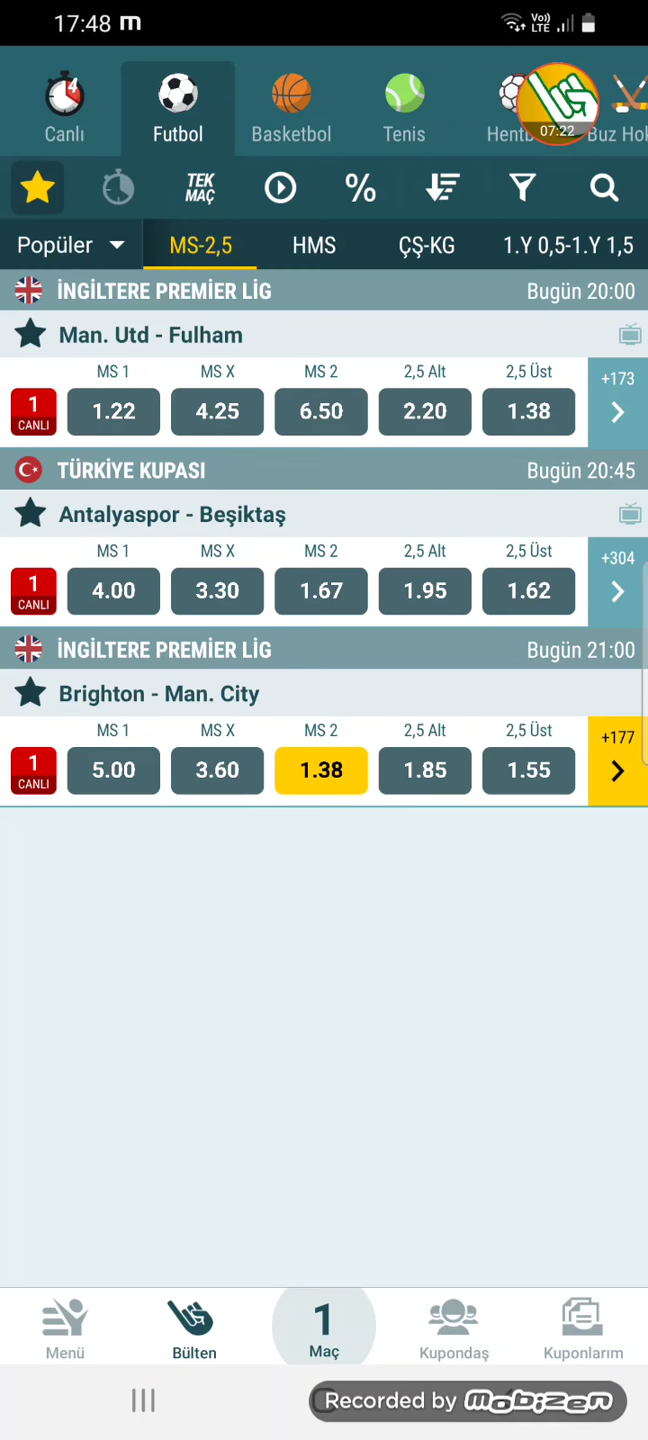 17:48 m Vo)) LTE
4
Canlı Futbol Basketbol Tenis Hentb Buz Hok
07:22
TEK MAÇ %
Popüler MS-2,5 HMS ÇŞ-KG 1.Y 0,5-1.Y 1,5
İNGİLTERE PREMİER LİG Bugün 20:00
Man. Utd - Fulham
MS 1 MS X MS 2 2,5 Alt 2,5 Üst +173
1 CANLI 1.22 4.25 6.50 2.20 1.38
TÜRKİYE KUPASI Bugün 20:45
Antalyaspor - Beşiktaş
MS 1 MS X MS 2 2,5 Alt 2,5 Üst +304
1 CANLI 4.00 3.30 1.67 1.95 1.62
İNGİLTERE PREMİER LİG Bugün 21:00
Brighton - Man. City
MS 1 MS X MS 2 2,5 Alt 2,5 Üst +177
1 CANLI 5.00 3.60 1.38 1.85 1.55
1
Menü Bülten Maç Kupondaş Kuponlarım
Recorded by mobizen